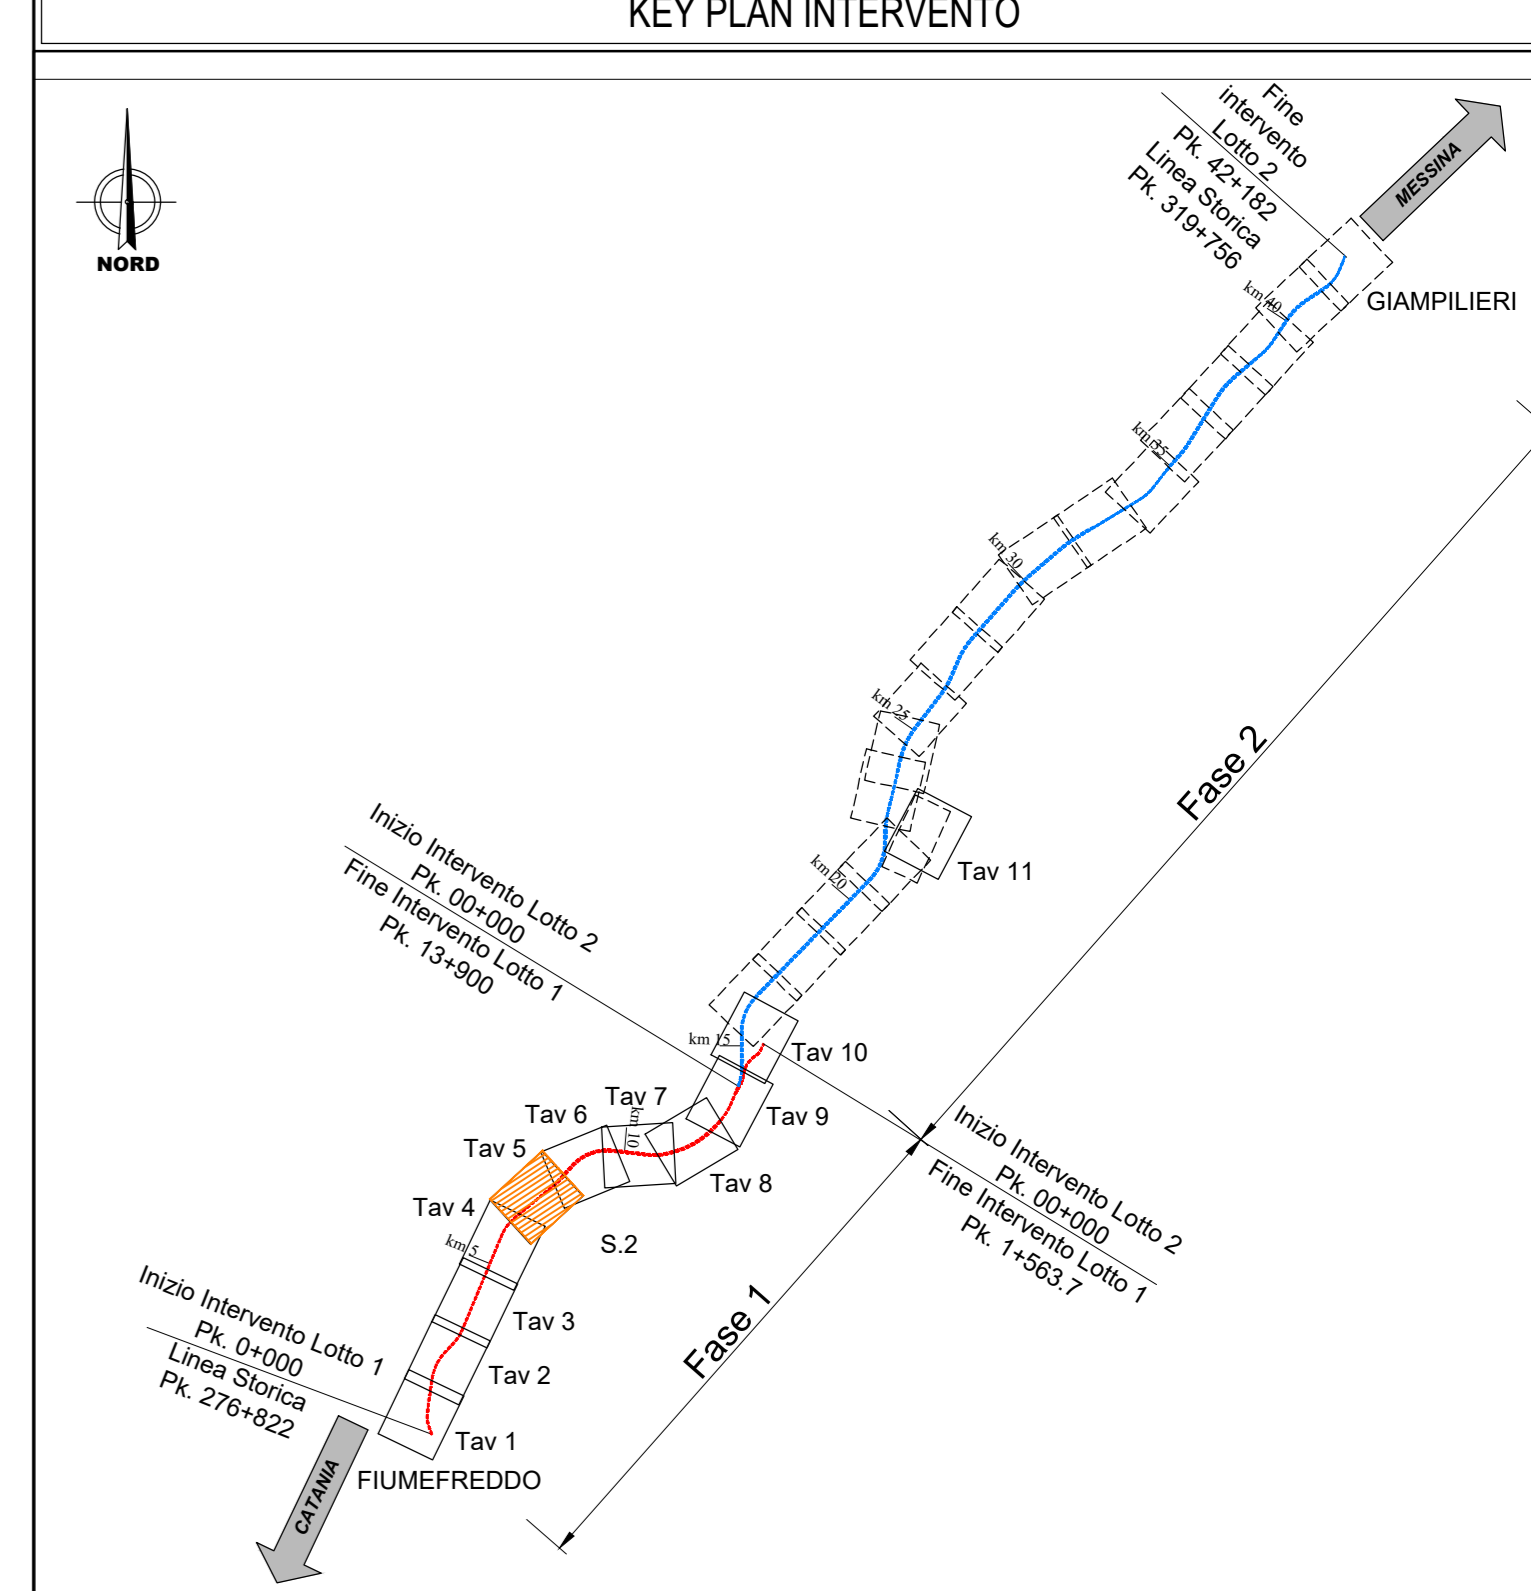 KEY PLAN INTERVENTO
NORD
Fine
intervento
Lotto 2
Pk. 42+182
Linea Storica
Pk. 319+756
MESSINA
GIAMPILIERI
km 40
km 35
km 30
km 25
km 20
Fase 2
Tav 11
Inizio Intervento Lotto 2
Pk. 00+000
Fine Intervento Lotto 1
Pk. 13+900
km 15
Tav 10
Tav 9
Tav 7
Tav 6
km 10
Tav 5
Tav 8
Tav 4
S.2
km 5
Inizio Intervento Lotto 2
Pk. 00+000
Fine Intervento Lotto 1
Pk. 1+563.7
Fase 1
Inizio Intervento Lotto 1
Pk. 0+000
Linea Storica
Pk. 276+822
Tav 3
Tav 2
Tav 1
FIUMEFREDDO
CATANIA